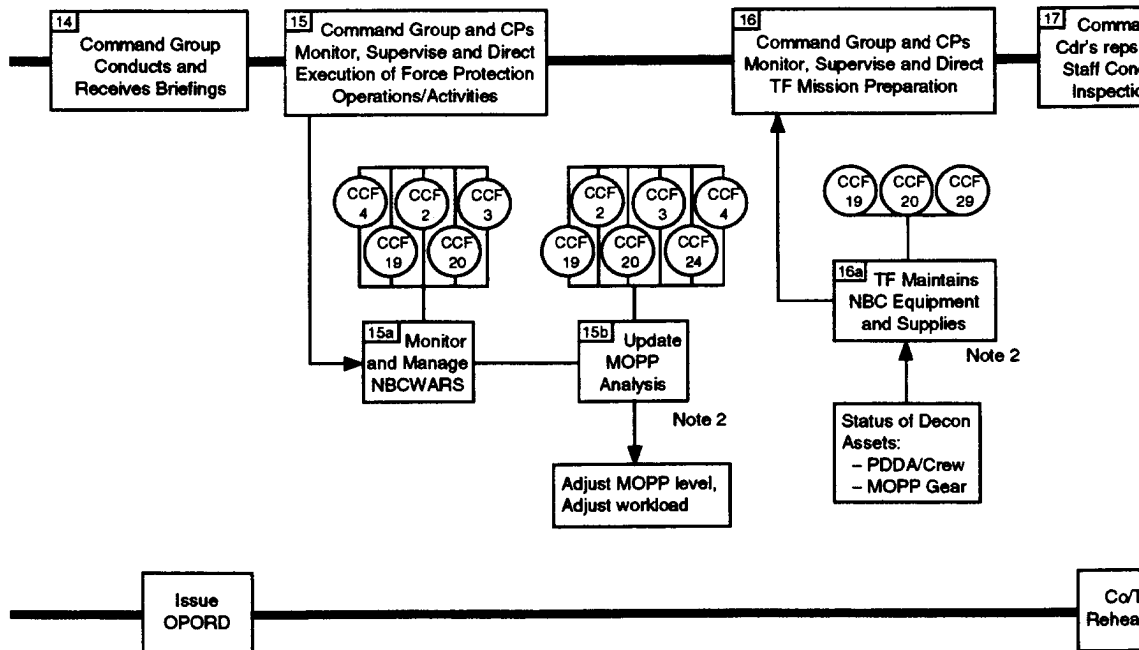 14
Command Group
Conducts and
Receives Briefings
15
Command Group and CPs
Monitor, Supervise and Direct
Execution of Force Protection
Operations/Activities
16
Command Group and CPs
Monitor, Supervise and Direct
TF Mission Preparation
17
Comma
Cdr's reps
Staff Cond
Inspectio
CCF
4
CCF
2
CCF
3
CCF
19
CCF
20
CCF
2
CCF
3
CCF
4
CCF
19
CCF
20
CCF
24
CCF
19
CCF
20
CCF
29
15a
Monitor
and Manage
NBCWARS
15b
Update
MOPP
Analysis
Note 2
Adjust MOPP level,
Adjust workload
16a
TF Maintains
NBC Equipment
and Supplies
Note 2
Status of Decon
Assets:
– PDDA/Crew
– MOPP Gear
Issue
OPORD
Co/T
Rehea